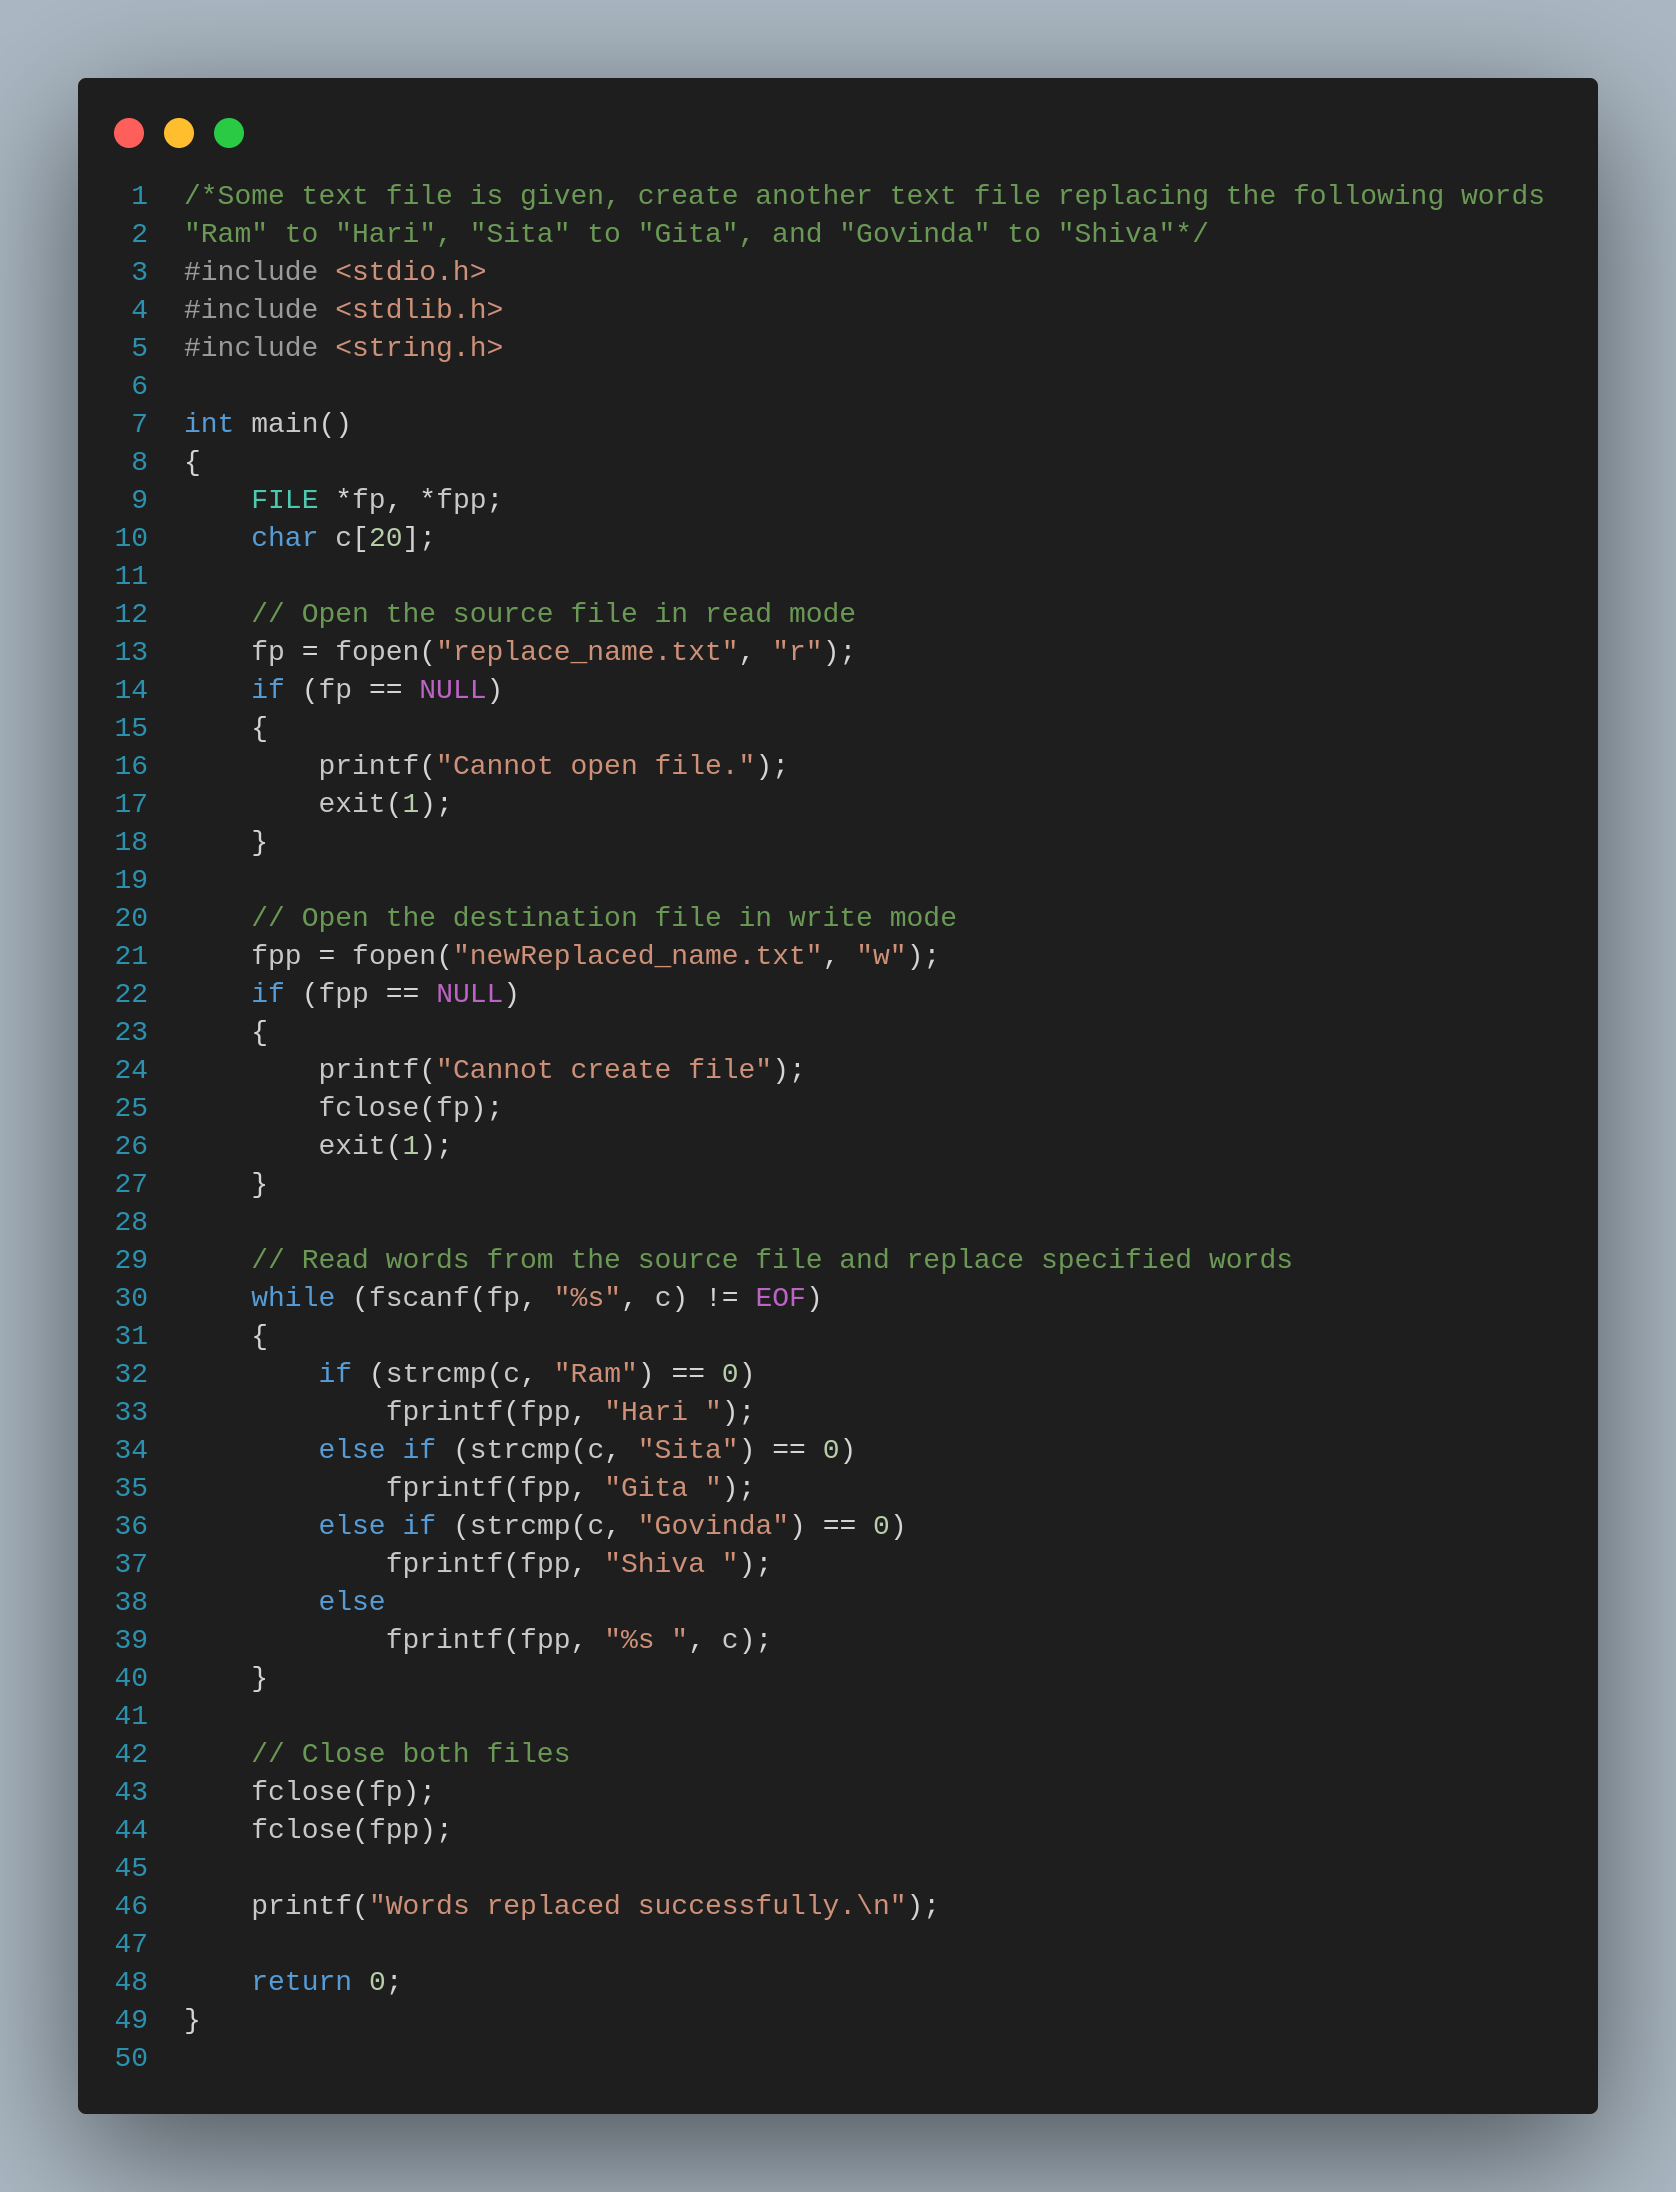 1 /*Some text file is given, create another text file replacing the following words
2 "Ram" to "Hari", "Sita" to "Gita", and "Govinda" to "Shiva"*/
3 #include <stdio.h>
4 #include <stdlib.h>
5 #include <string.h>
6
7 int main()
8 {
9     FILE *fp, *fpp;
10     char c[20];
11
12     // Open the source file in read mode
13     fp = fopen("replace_name.txt", "r");
14     if (fp == NULL)
15     {
16         printf("Cannot open file.");
17         exit(1);
18     }
19
20     // Open the destination file in write mode
21     fpp = fopen("newReplaced_name.txt", "w");
22     if (fpp == NULL)
23     {
24         printf("Cannot create file");
25         fclose(fp);
26         exit(1);
27     }
28
29     // Read words from the source file and replace specified words
30     while (fscanf(fp, "%s", c) != EOF)
31     {
32         if (strcmp(c, "Ram") == 0)
33             fprintf(fpp, "Hari ");
34         else if (strcmp(c, "Sita") == 0)
35             fprintf(fpp, "Gita ");
36         else if (strcmp(c, "Govinda") == 0)
37             fprintf(fpp, "Shiva ");
38         else
39             fprintf(fpp, "%s ", c);
40     }
41
42     // Close both files
43     fclose(fp);
44     fclose(fpp);
45
46     printf("Words replaced successfully.\n");
47
48     return 0;
49 }
50